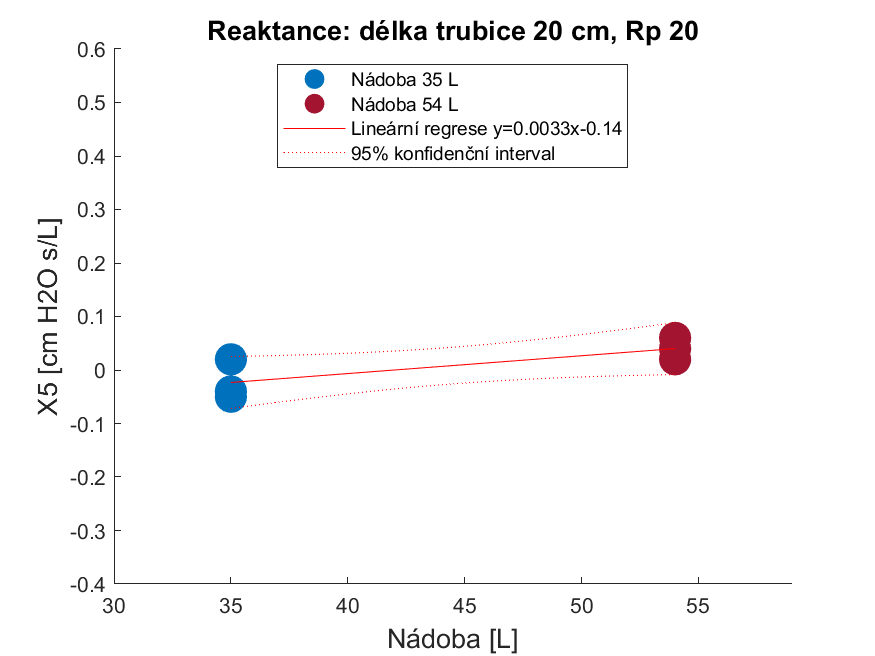 Reaktance: délka trubice 20 cm, Rp 20
Nádoba 35 L
Nádoba 54 L
Lineární regrese y=0.0033x-0.14
95% konfidenční interval
X5 [cm H2O s/L]
0.6
0.5
0.4
0.3
0.2
0.1
0
-0.1
-0.2
-0.3
-0.4
30
35
40
45
50
55
Nádoba [L]